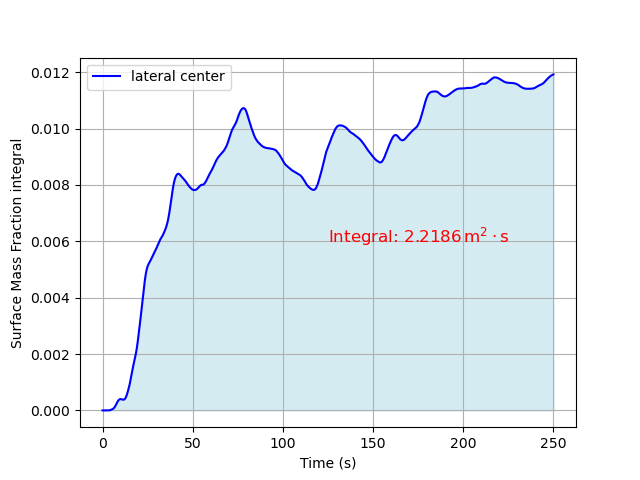 lateral center
0.012
0.010
0.008
0.006
0.004
0.002
0.000
Surface Mass Fraction integral
Integral: 2.2186 m² · s
0 50 100 150 200 250
Time (s)